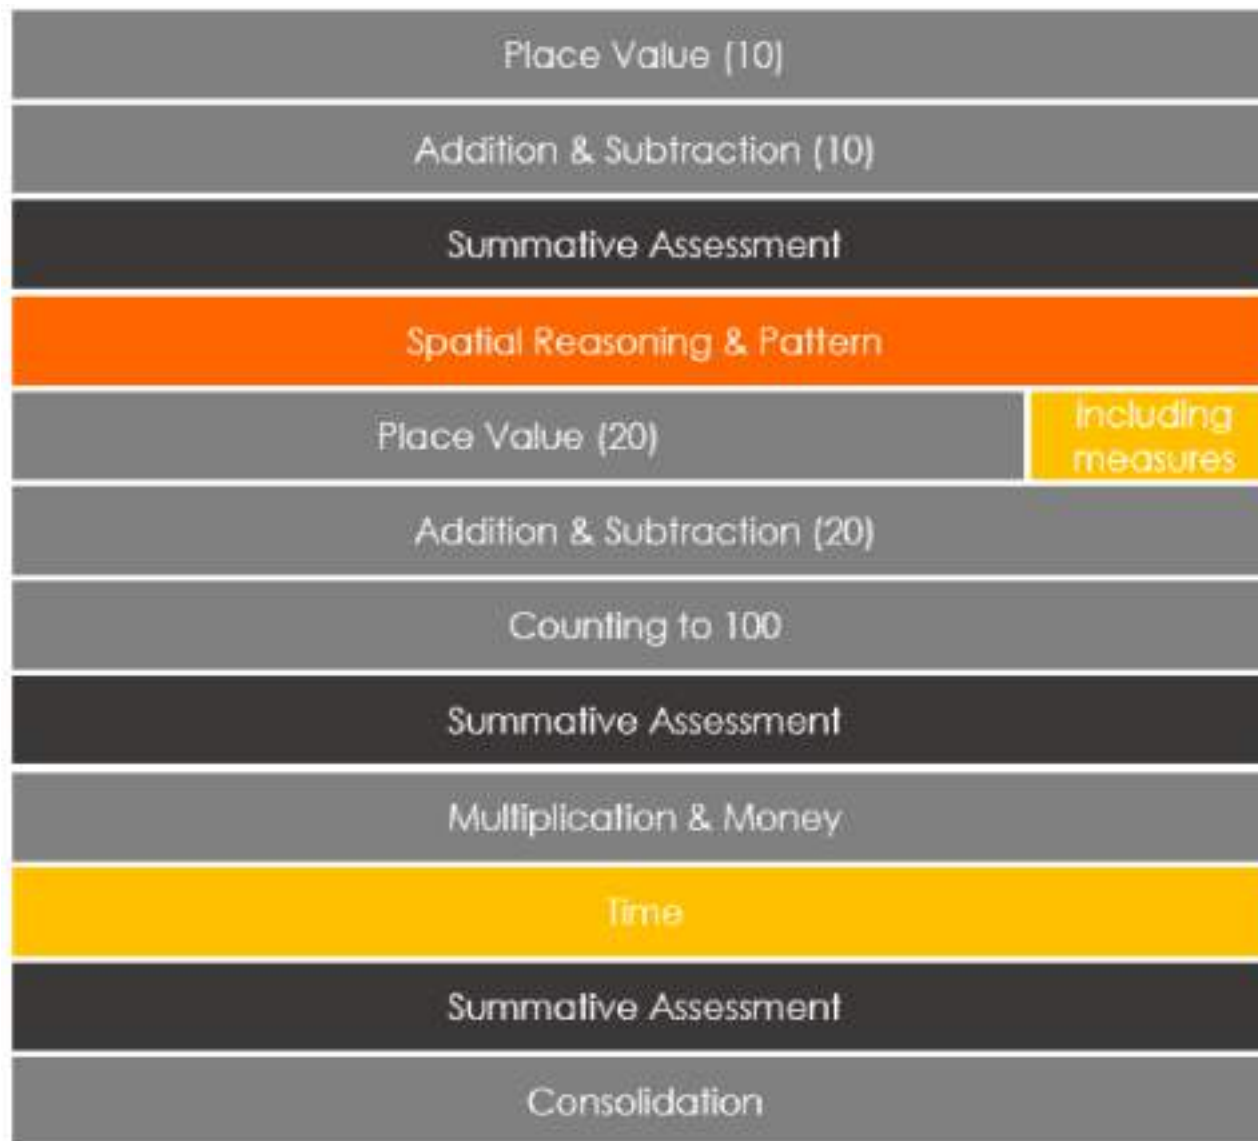 Place Value (10)
Addition & Subtraction (10)
Summative Assessment
Spatial Reasoning & Pattern
Place Value (20)
Including
measures
Addition & Subtraction (20)
Counting to 100
Summative Assessment
Multiplication & Money
Time
Summative Assessment
Consolidation